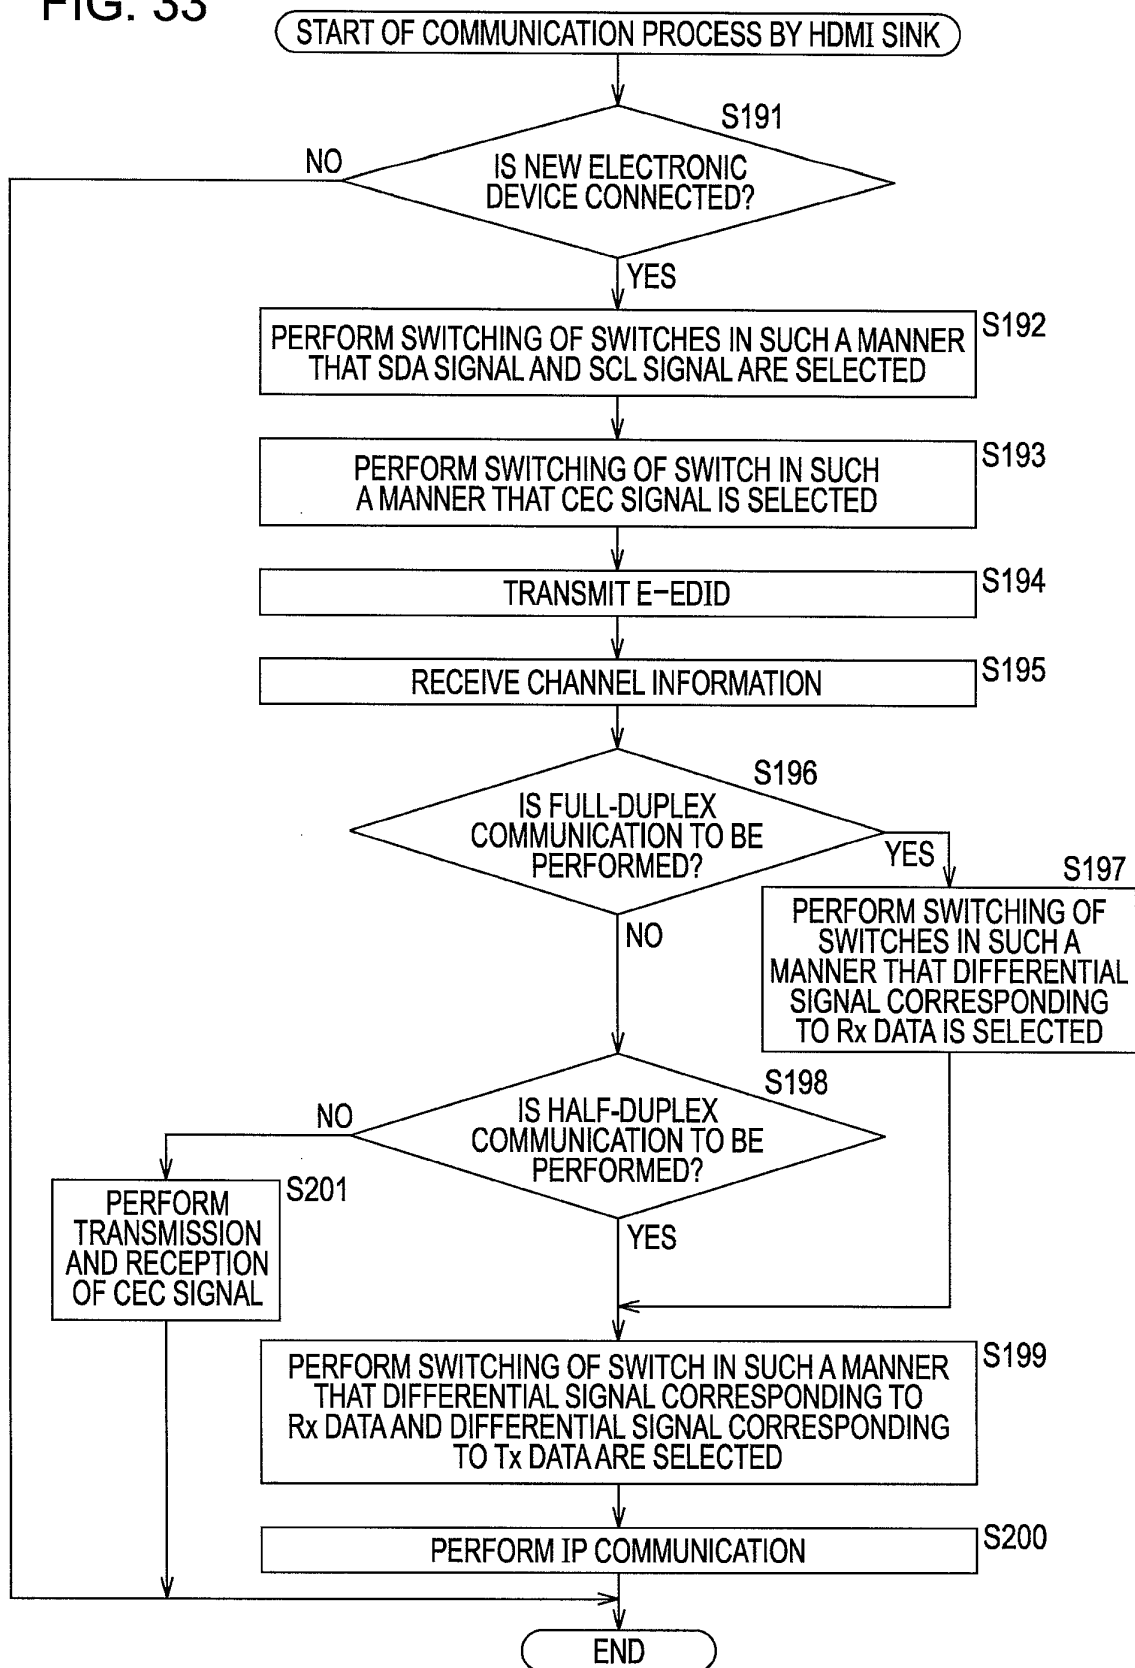 FIG. 33
START OF COMMUNICATION PROCESS BY HDMI SINK
S191
NO
IS NEW ELECTRONIC
DEVICE CONNECTED?
YES
S192
PERFORM SWITCHING OF SWITCHES IN SUCH A MANNER
THAT SDA SIGNAL AND SCL SIGNAL ARE SELECTED
S193
PERFORM SWITCHING OF SWITCH IN SUCH
A MANNER THAT CEC SIGNAL IS SELECTED
S194
TRANSMIT E-EDID
S195
RECEIVE CHANNEL INFORMATION
S196
IS FULL-DUPLEX
COMMUNICATION TO BE
PERFORMED?
YES
NO
S197
PERFORM SWITCHING OF
SWITCHES IN SUCH A
MANNER THAT DIFFERENTIAL
SIGNAL CORRESPONDING
TO Rx DATA IS SELECTED
S198
NO
IS HALF-DUPLEX
COMMUNICATION TO BE
PERFORMED?
YES
S201
PERFORM
TRANSMISSION
AND RECEPTION
OF CEC SIGNAL
S199
PERFORM SWITCHING OF SWITCH IN SUCH A MANNER
THAT DIFFERENTIAL SIGNAL CORRESPONDING TO
Rx DATA AND DIFFERENTIAL SIGNAL CORRESPONDING
TO Tx DATA ARE SELECTED
S200
PERFORM IP COMMUNICATION
END